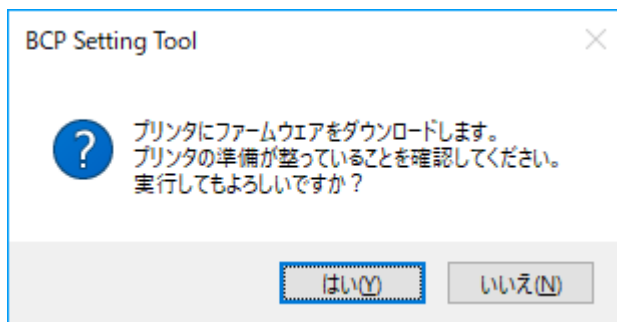 BCP Setting Tool
プリンタにファームウエアをダウンロードします。
プリンタの準備が整っていることを確認してください。
実行してもよろしいですか？
はい(Y)
いいえ(N)